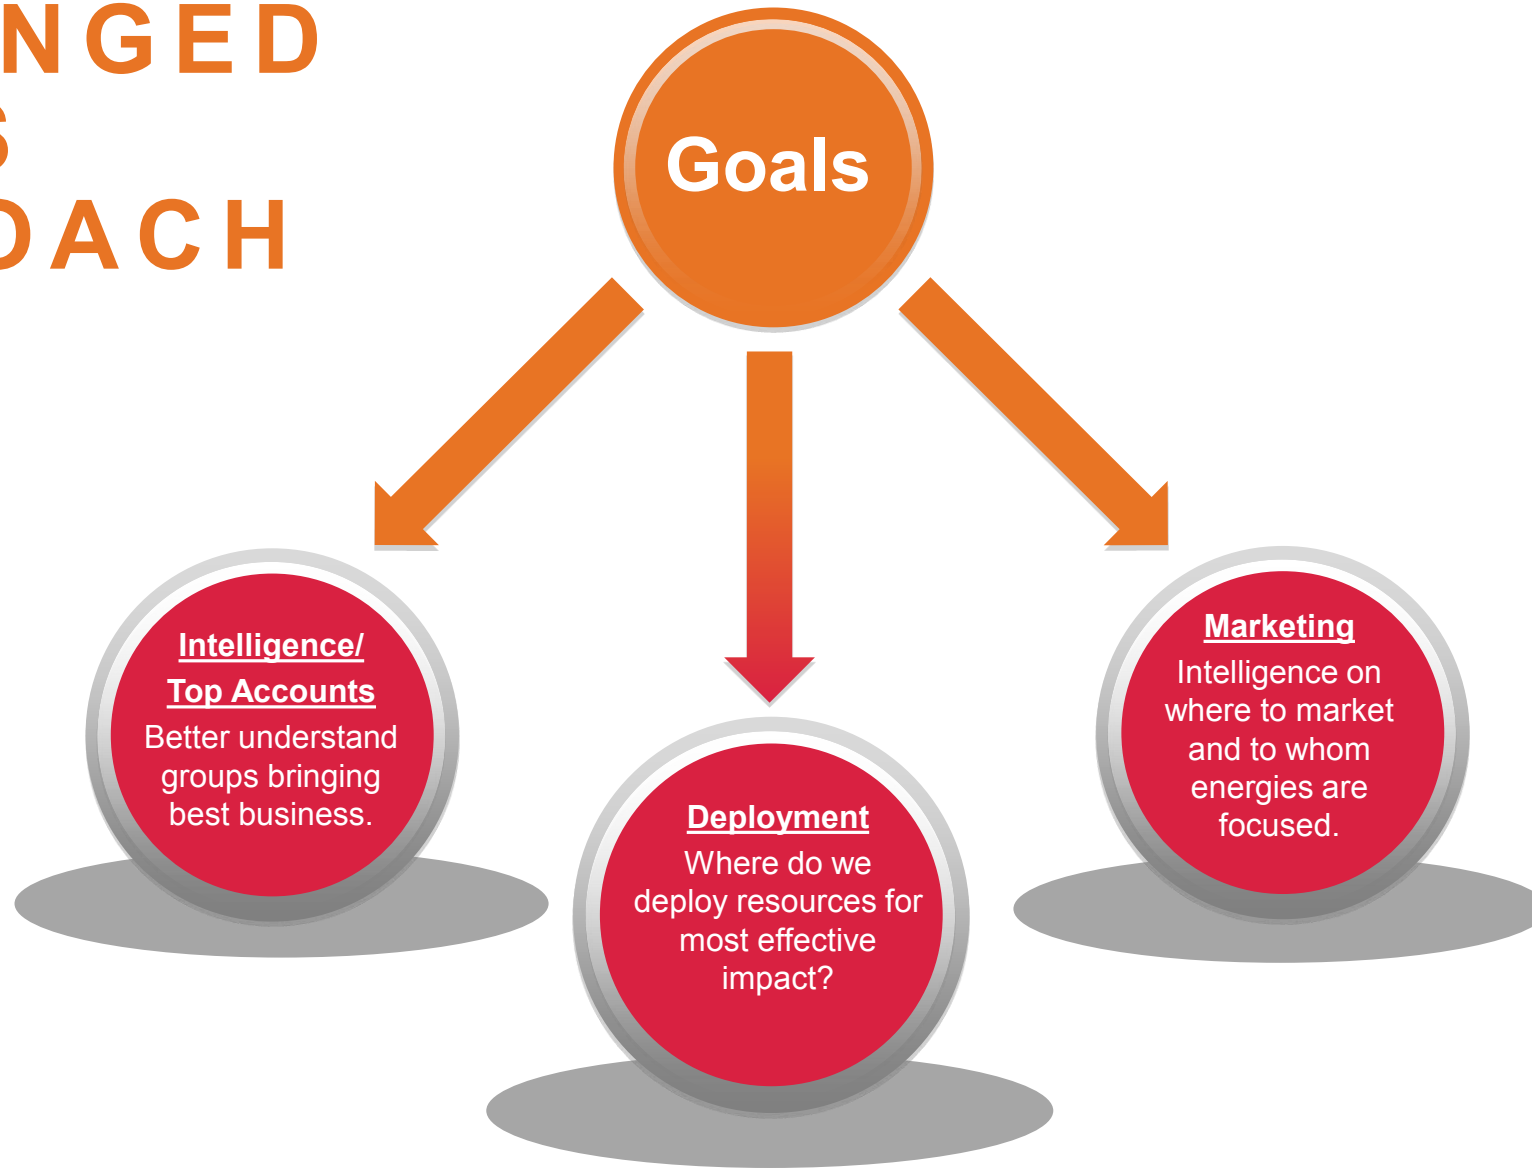 NGED
S
OACH
Goals
Intelligence/
Top Accounts
Better understand
groups bringing
best business.
Deployment
Where do we
deploy resources for
most effective
impact?
Marketing
Intelligence on
where to market
and to whom
energies are
focused.